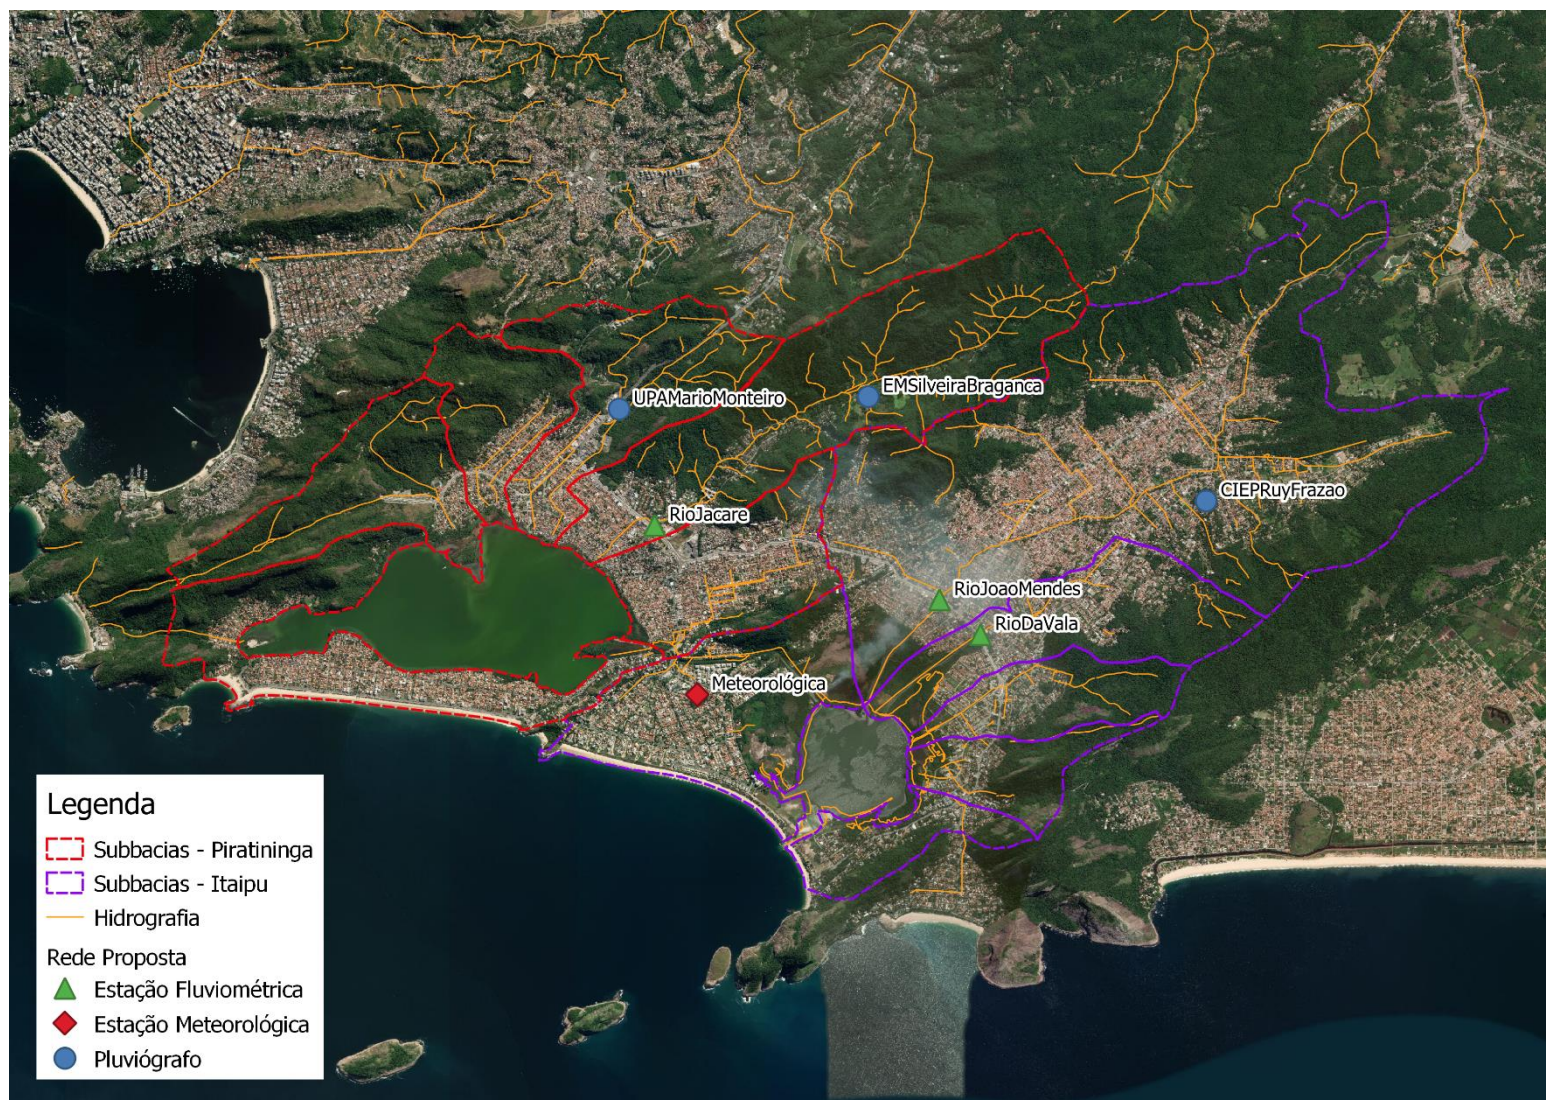 UPAMarioMonteiro
EMSilveiraBraganca
CIEPRuyFrazao
RioJacare
RioJoaoMendes
RioDaVala
Meteorológica
Legenda
Subbacias - Piratininga
Subbacias - Itaipu
Hidrografia
Rede Proposta
Estação Fluviométrica
Estação Meteorológica
Pluviógrafo